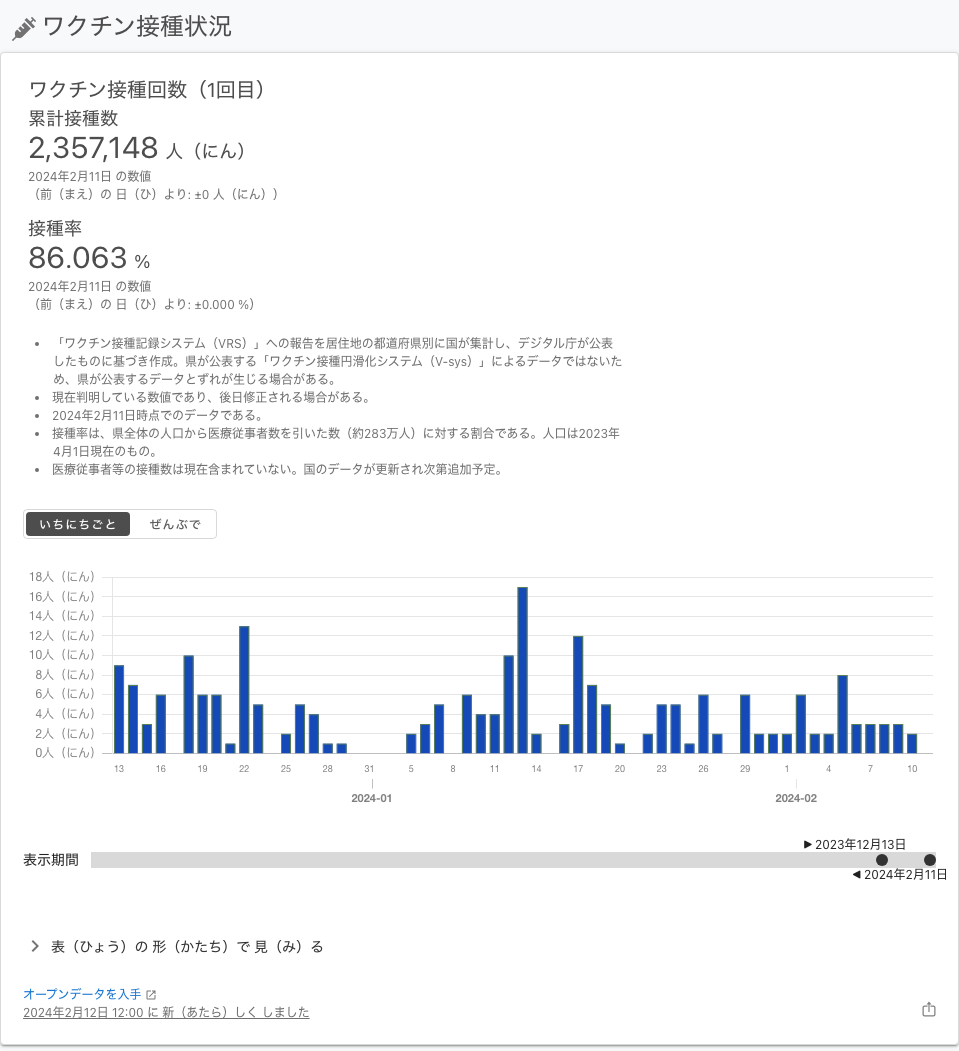 ワクチン接種状況
ワクチン接種回数（1回目）
累計接種数
2,357,148 人（にん）
2024年2月11日 の数値
（前（まえ）の 日（ひ）より: ±0 人（にん））
接種率
86.063 %
2024年2月11日 の数値
（前（まえ）の 日（ひ）より: ±0.000 %）
• 「ワクチン接種記録システム（VRS）」への報告を居住地の都道府県別に国が集計し、デジタル庁が公表
したものに基づき作成。県が公表する「ワクチン接種円滑化システム（V-sys）」によるデータではないた
め、県が公表するデータとずれが生じる場合がある。
• 現在判明している数値であり、後日修正される場合がある。
• 2024年2月11日時点でのデータである。
• 接種率は、県全体の人口から医療従事者数を引いた数（約283万人）に対する割合である。人口は2023年
4月1日現在のもの。
• 医療従事者等の接種数は現在含まれていない。国のデータが更新され次第追加予定。
いちにちごと ぜんぶで
18人（にん）
16人（にん）
14人（にん）
12人（にん）
10人（にん）
8人（にん）
6人（にん）
4人（にん）
2人（にん）
0人（にん）
13 16 19 22 25 28 31 5 8 11 14 17 20 23 26 29 1 4 7 10
2024-01 2024-02
2023年12月13日
表示期間
2024年2月11日
表（ひょう）の 形（かたち）で 見（み）る
オープンデータを入手
2024年2月12日 12:00 に 新（あたら）しく しました